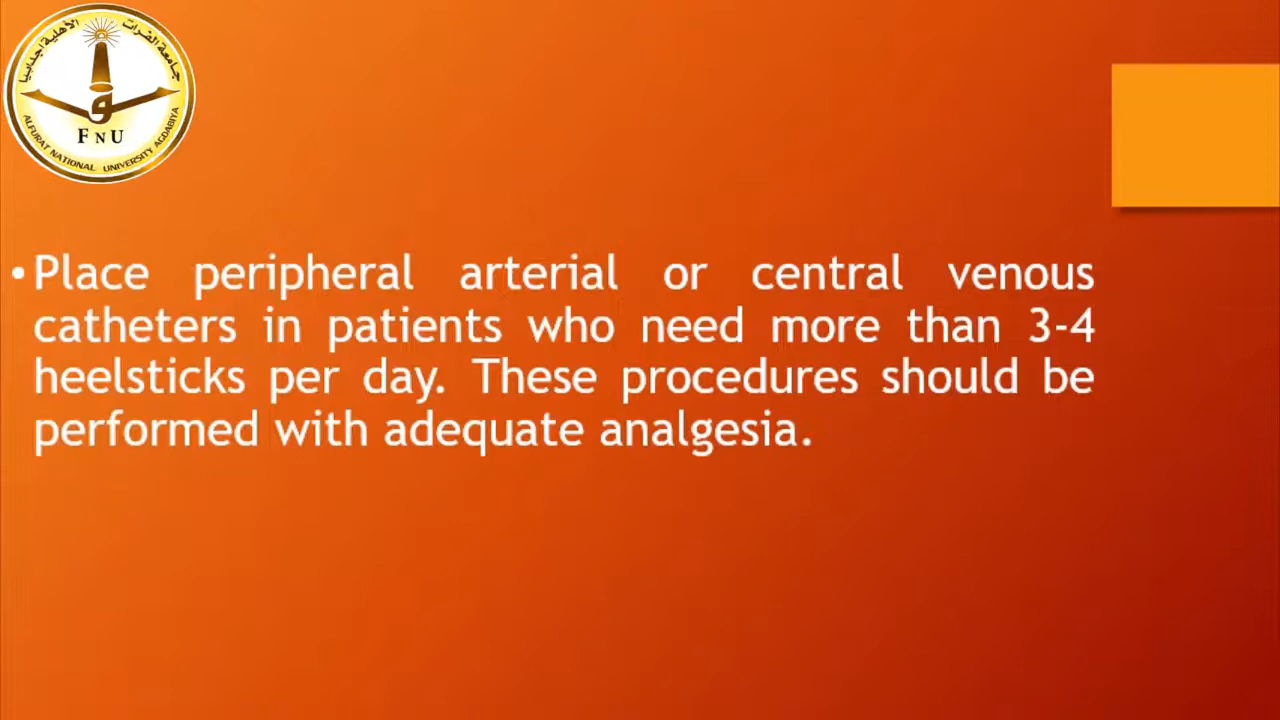 جامعة الفرات الأهلية اجدابيا
FNU
ALFURAT NATIONAL UNIVERSITY AGDABIYA
•Place peripheral arterial or central venous
catheters in patients who need more than 3-4
heelsticks per day. These procedures should be
performed with adequate analgesia.